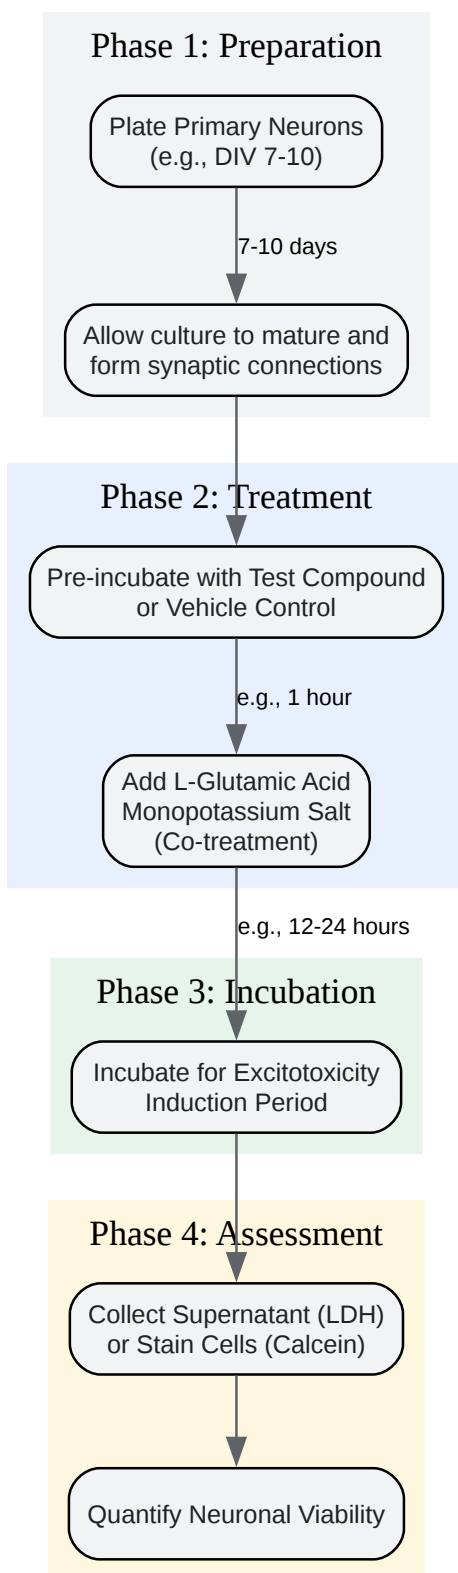 Phase 1: Preparation
Plate Primary Neurons
(e.g., DIV 7-10)
7-10 days
Allow culture to mature and
form synaptic connections
Phase 2: Treatment
Pre-incubate with Test Compound
or Vehicle Control
e.g., 1 hour
Add L-Glutamic Acid
Monopotassium Salt
(Co-treatment)
e.g., 12-24 hours
Phase 3: Incubation
Incubate for Excitotoxicity
Induction Period
Phase 4: Assessment
Collect Supernatant (LDH)
or Stain Cells (Calcein)
Quantify Neuronal Viability